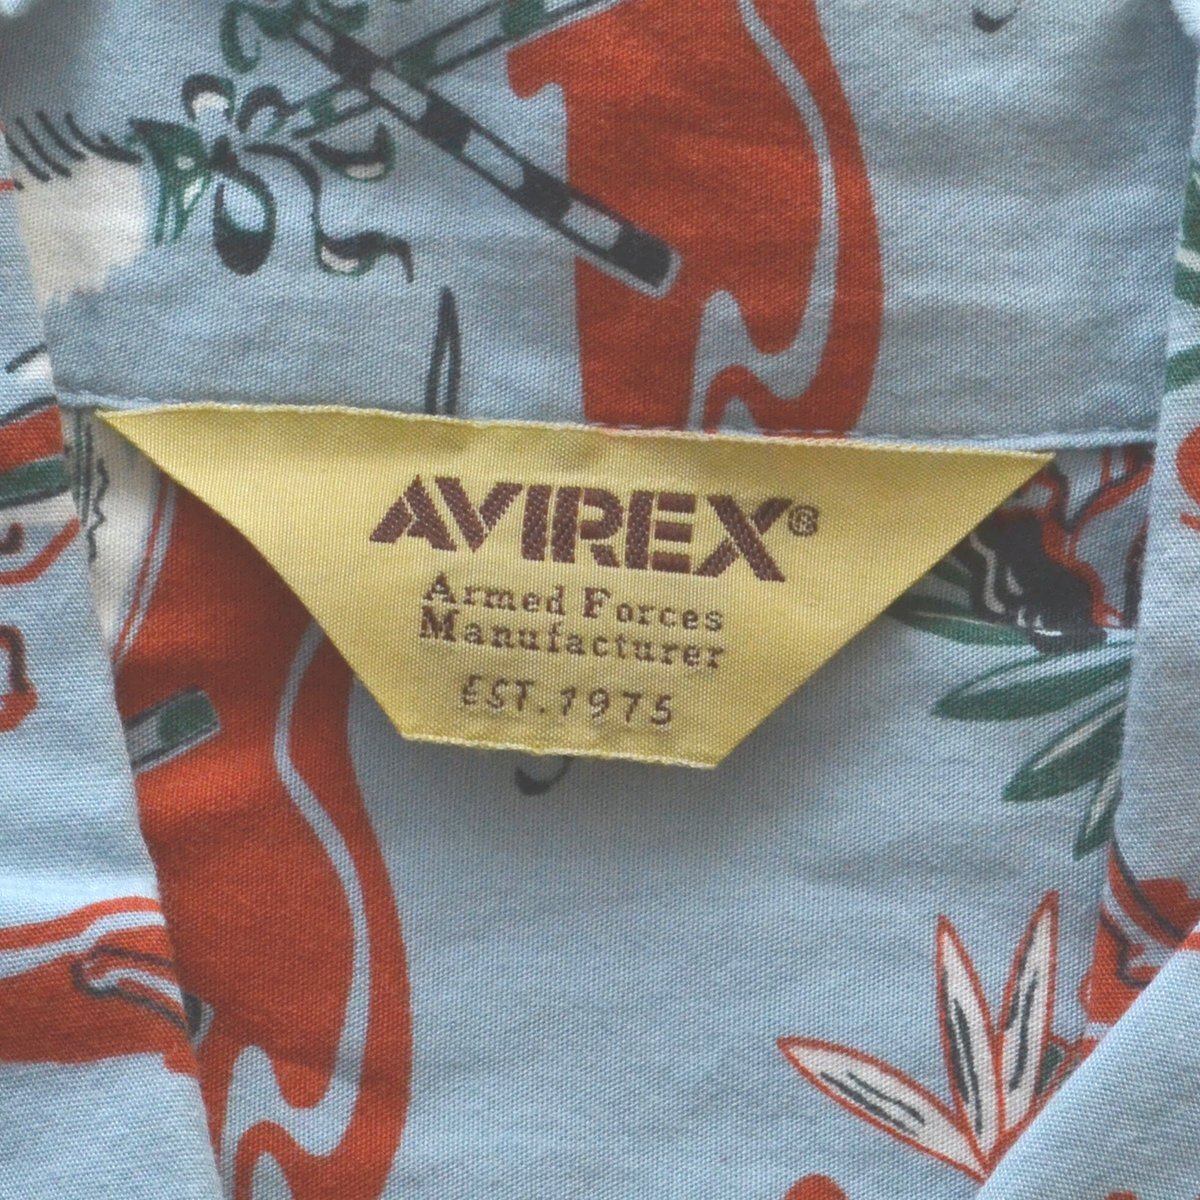 AVIREX®
Armed Forces
Manufacturer
EST.1975